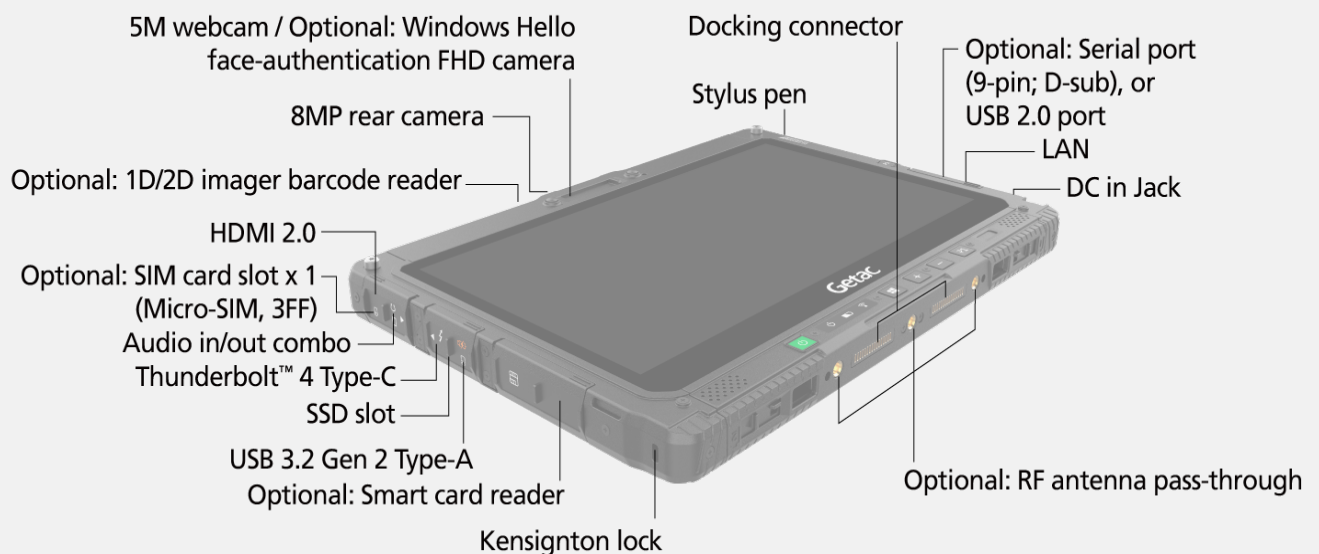 5M webcam / Optional: Windows Hello
face-authentication FHD camera
8MP rear camera
Optional: 1D/2D imager barcode reader
HDMI 2.0
Optional: SIM card slot x 1
(Micro-SIM, 3FF)
Audio in/out combo
Thunderbolt™ 4 Type-C
SSD slot
USB 3.2 Gen 2 Type-A
Optional: Smart card reader
Kensignton lock
Docking connector
Stylus pen
Optional: Serial port
(9-pin; D-sub), or
USB 2.0 port
LAN
DC in Jack
Getac
Optional: RF antenna pass-through